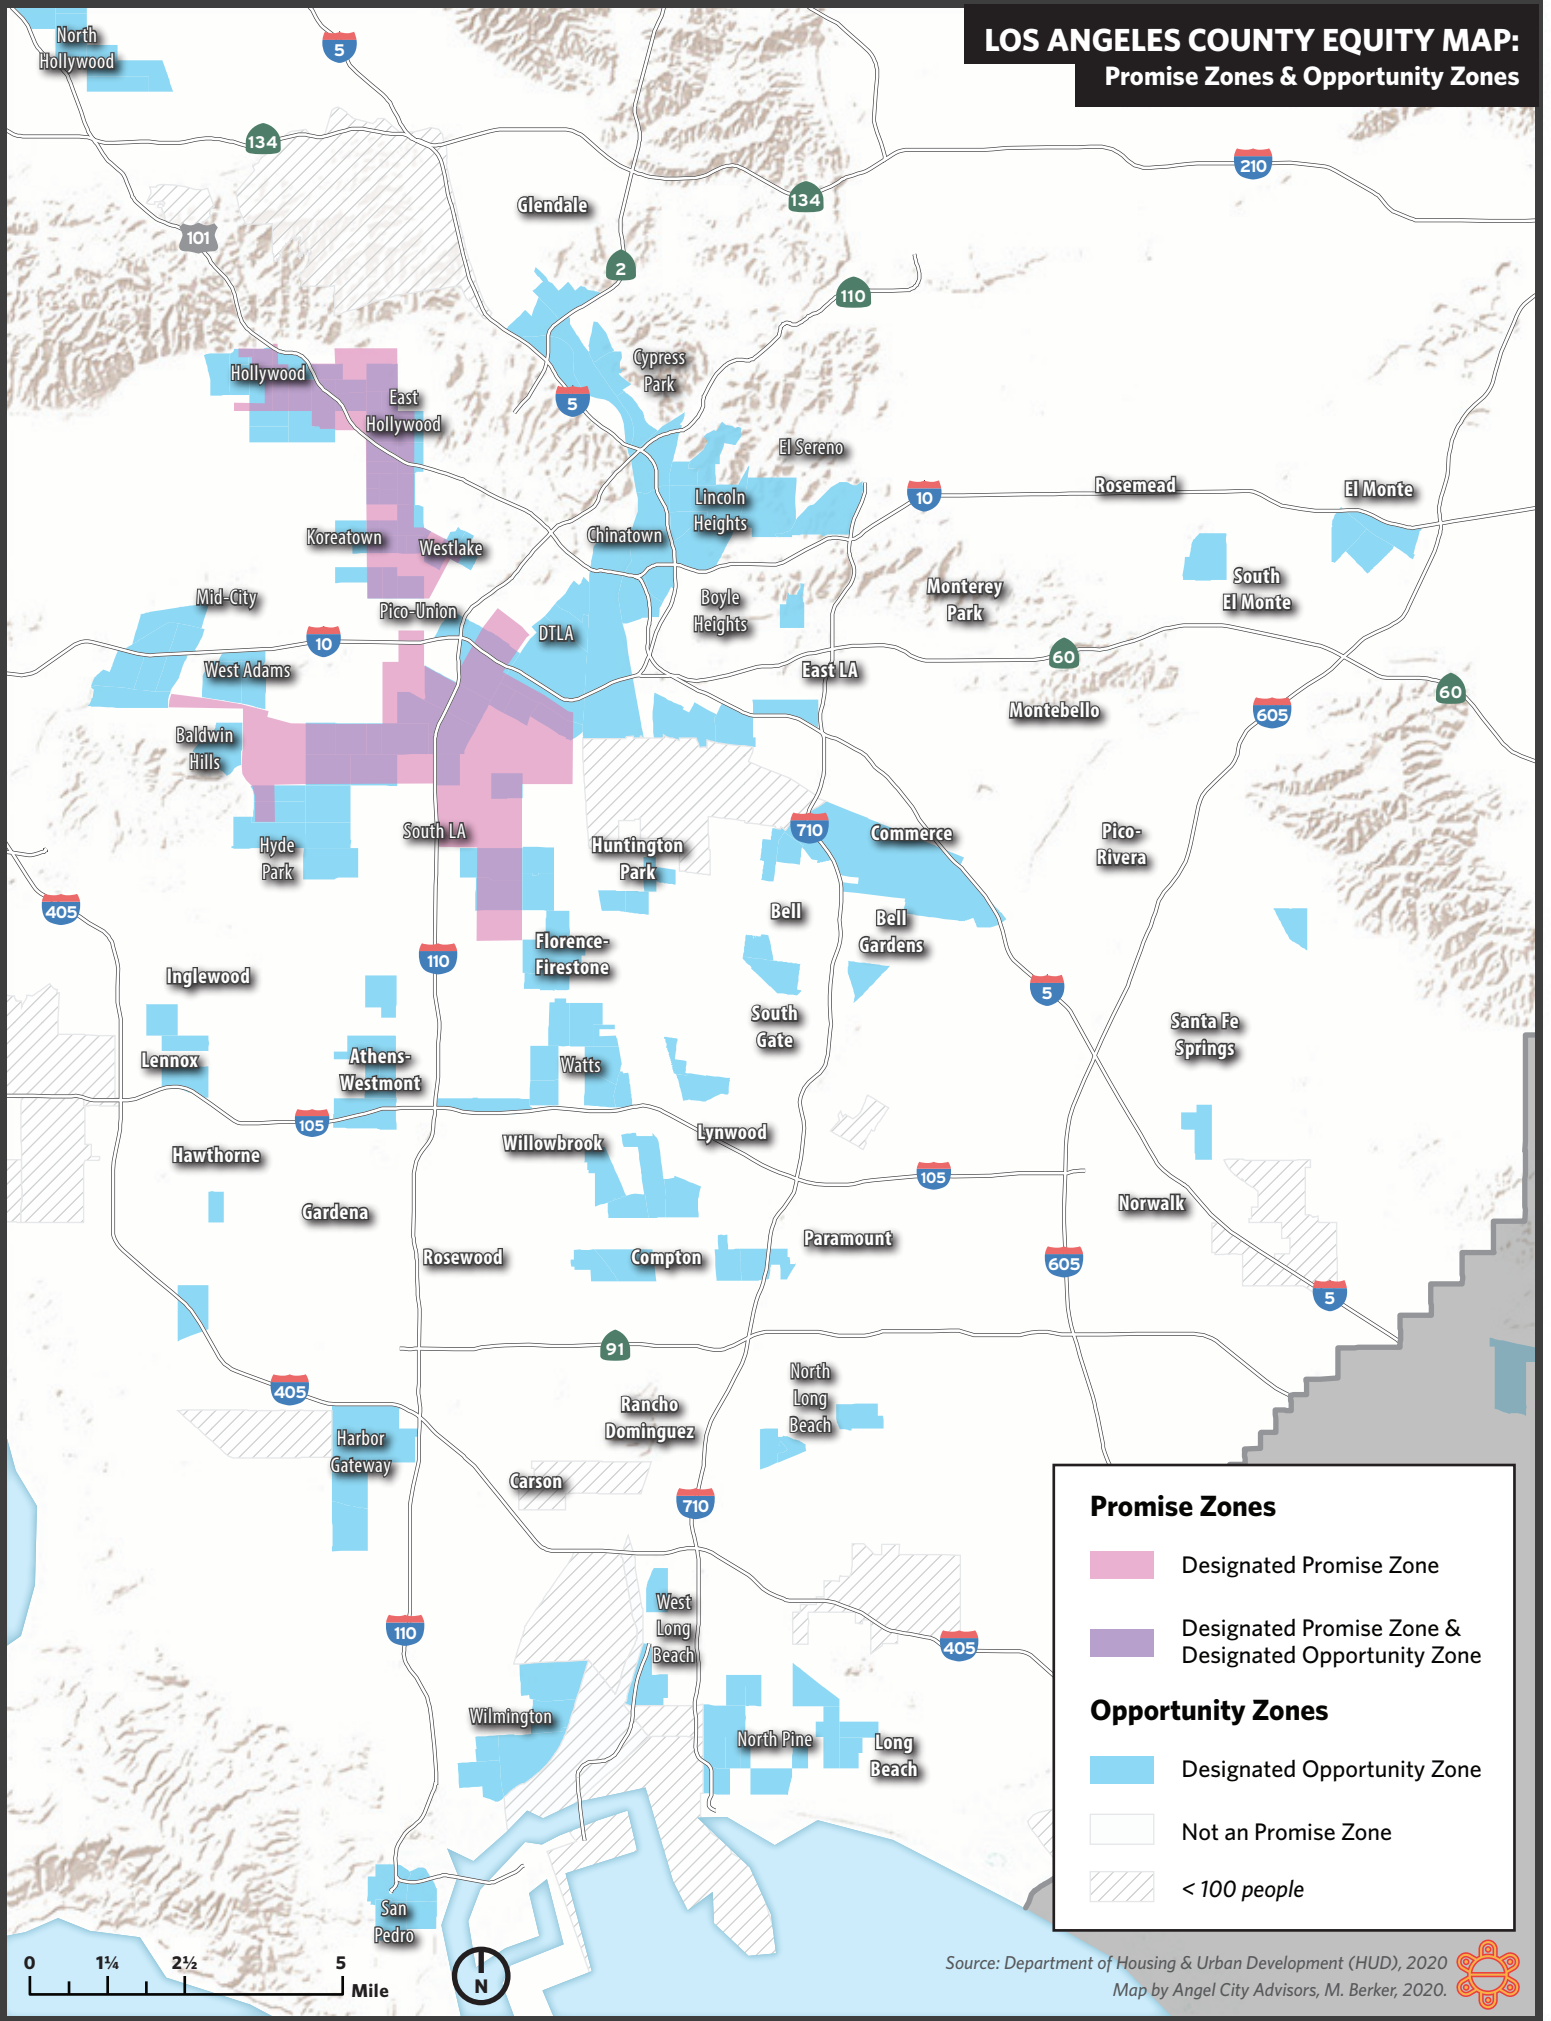 LOS ANGELES COUNTY EQUITY MAP:
Promise Zones & Opportunity Zones
North
Hollywood
5
134
210
134
Glendale
101
2
110
Cypress
Park
Hollywood
East
Hollywood
5
El Sereno
Lincoln
Heights
10
Rosemead
El Monte
Koreatown
Westlake
Chinatown
Mid-City
Pico-Union
Boyle
Heights
Monterey
Park
South
El Monte
10
DTLA
West Adams
East LA
60
60
Montebello
605
Baldwin
Hills
South LA
Hyde
Park
Huntington
Park
710
Commerce
Pico-
Rivera
405
Bell
Bell
Gardens
110
Florence-
Firestone
Inglewood
5
South
Gate
Santa Fe
Springs
Lennox
Athens-
Westmont
Watts
105
Willowbrook
Lynwood
Hawthorne
105
Gardena
Norwalk
Rosewood
Compton
Paramount
605
5
91
405
North
Long
Beach
Rancho
Dominguez
Harbor
Gateway
Carson
710
110
West
Long
Beach
405
Wilmington
North Pine
Long
Beach
San
Pedro
Promise Zones
Designated Promise Zone
Designated Promise Zone &
Designated Opportunity Zone
Opportunity Zones
Designated Opportunity Zone
Not an Promise Zone
< 100 people
0 1¼ 2½ 5
Mile
N
Source: Department of Housing & Urban Development (HUD), 2020
Map by Angel City Advisors, M. Berker, 2020.